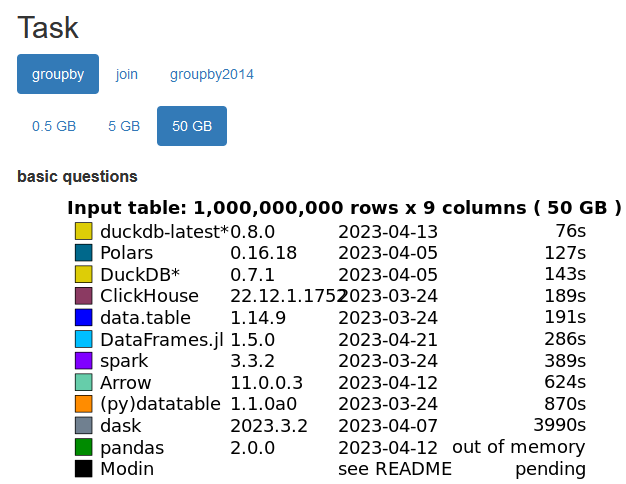 Task
groupby join groupby2014
0.5 GB 5 GB 50 GB
basic questions
Input table: 1,000,000,000 rows x 9 columns ( 50 GB )
duckdb-latest* 0.8.0 2023-04-13 76s
Polars 0.16.18 2023-04-05 127s
DuckDB* 0.7.1 2023-04-05 143s
ClickHouse 22.12.1.1752 2023-03-24 189s
data.table 1.14.9 2023-03-24 191s
DataFrames.jl 1.5.0 2023-04-21 286s
spark 3.3.2 2023-03-24 389s
Arrow 11.0.0.3 2023-04-12 624s
(py)datatable 1.1.0a0 2023-03-24 870s
dask 2023.3.2 2023-04-07 3990s
pandas 2.0.0 2023-04-12 out of memory
Modin see README pending